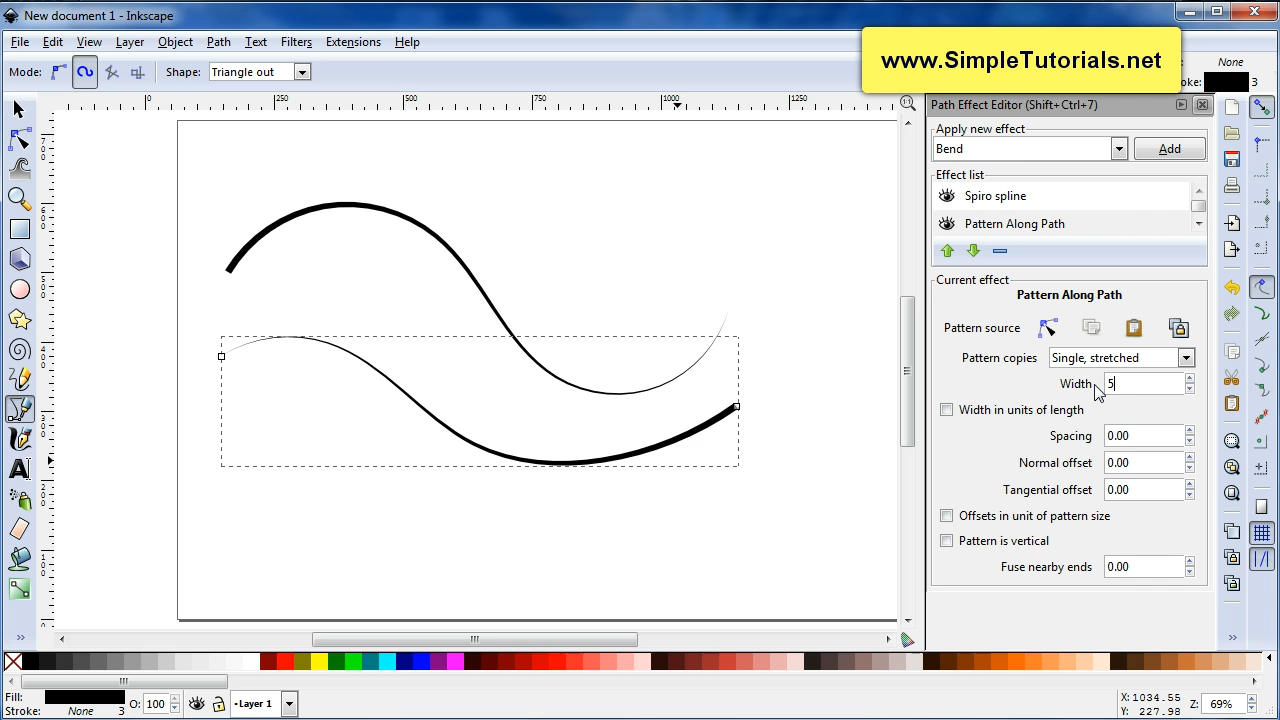 New document 1 - Inkscape
File Edit View Layer Object Path Text Filters Extensions Help
www.SimpleTutorials.net
Mode: Shape: Triangle out
None
oke: 3
0 250 500 750 1000 1250
Path Effect Editor (Shift+Ctrl+7)
Apply new effect
Bend Add
Effect list
Spiro spline
Pattern Along Path
Current effect
Pattern Along Path
Pattern source
Pattern copies Single, stretched
Width 5
Width in units of length
Spacing 0.00
Normal offset 0.00
Tangential offset 0.00
Offsets in unit of pattern size
Pattern is vertical
Fuse nearby ends 0.00
Fill:
Stroke: None 3
O: 100
•Layer 1
X: 1034.55
Y: 227.98
Z: 69%